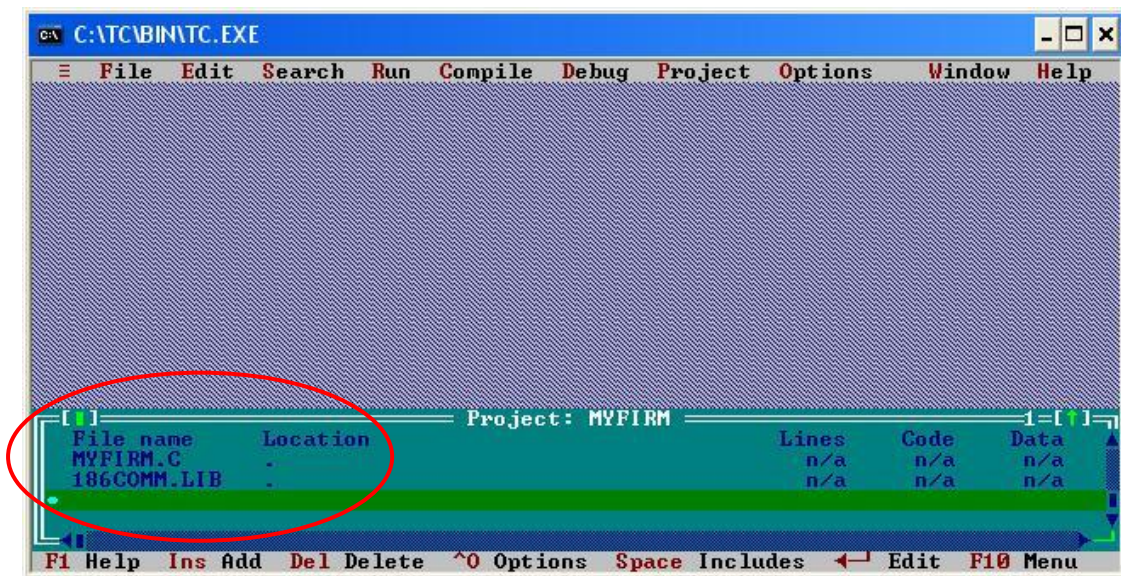 C:\TC\BIN\TC.EXE
≡ File Edit Search Run Compile Debug Project Options Window Help
[▮] Project: MYFIRM 1=[↑]
File name Location Lines Code Data
MYFIRM.C . n/a n/a n/a
186COMM.LIB . n/a n/a n/a
F1 Help Ins Add Del Delete ^O Options Space Includes ◄─┘ Edit F10 Menu